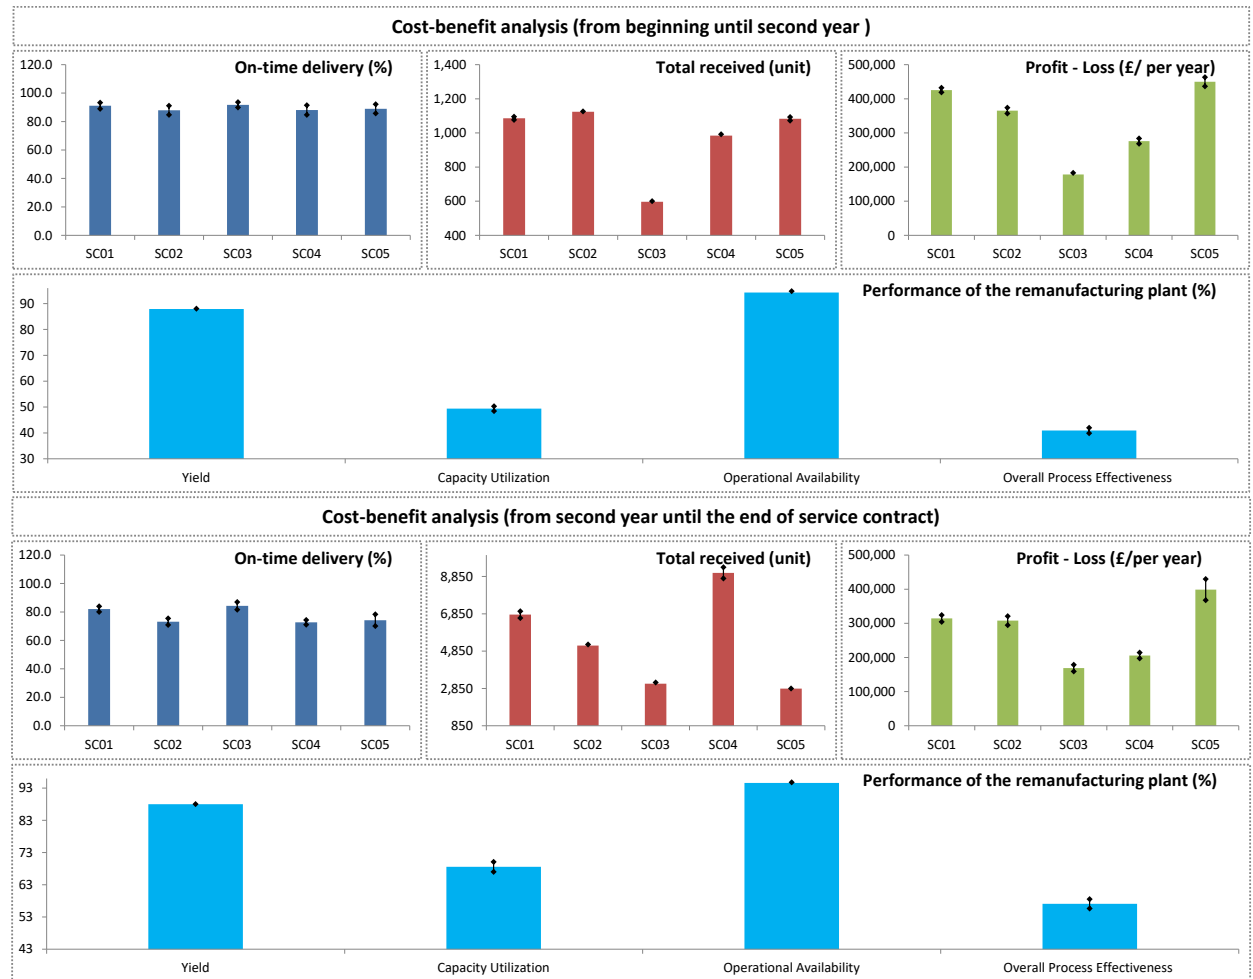 Cost-benefit analysis (from beginning until second year )
On-time delivery (%)
120.0
100.0
80.0
60.0
40.0
20.0
0.0
SC01 SC02 SC03 SC04 SC05
Total received (unit)
1,400
1,200
1,000
800
600
400
SC01 SC02 SC03 SC04 SC05
Profit - Loss (£/ per year)
500,000
400,000
300,000
200,000
100,000
0
SC01 SC02 SC03 SC04 SC05
Performance of the remanufacturing plant (%)
90
80
70
60
50
40
30
Yield Capacity Utilization Operational Availability Overall Process Effectiveness
Cost-benefit analysis (from second year until the end of service contract)
On-time delivery (%)
120.0
100.0
80.0
60.0
40.0
20.0
0.0
SC01 SC02 SC03 SC04 SC05
Total received (unit)
8,850
6,850
4,850
2,850
850
SC01 SC02 SC03 SC04 SC05
Profit - Loss (£/per year)
500,000
400,000
300,000
200,000
100,000
0
SC01 SC02 SC03 SC04 SC05
Performance of the remanufacturing plant (%)
93
83
73
63
53
43
Yield Capacity Utilization Operational Availability Overall Process Effectiveness